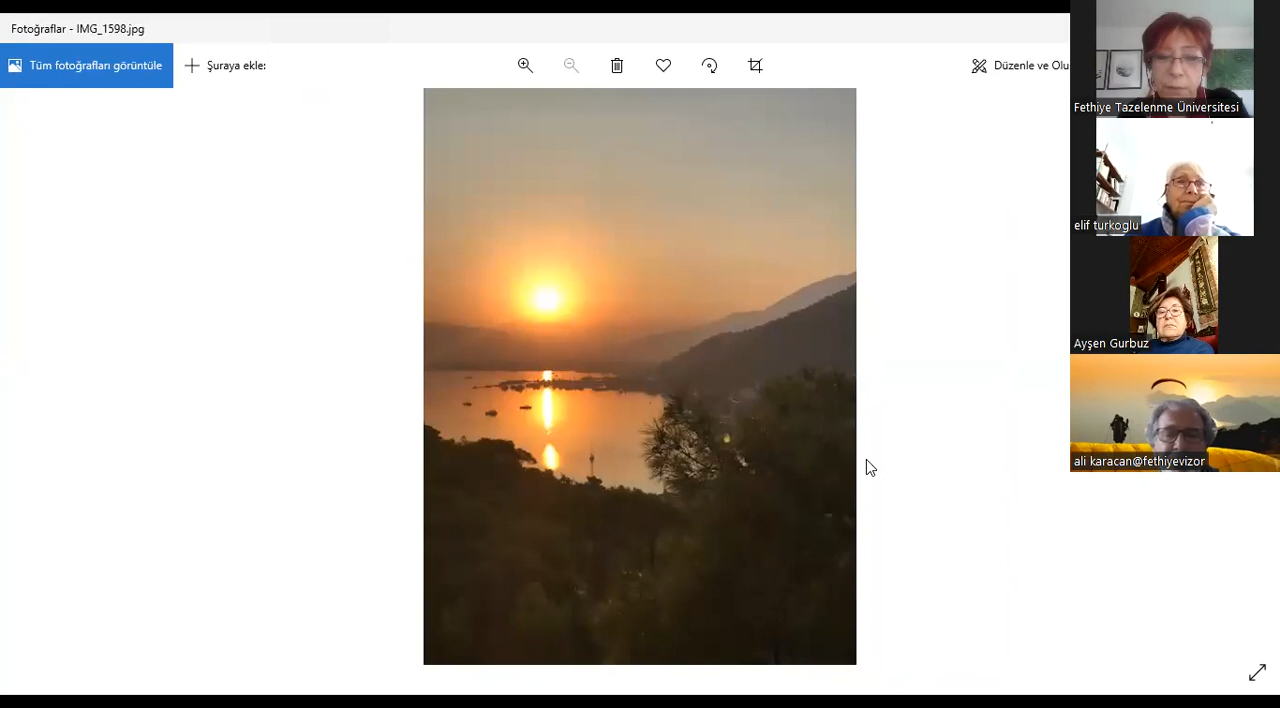 Fotoğraflar - IMG_1598.jpg
Tüm fotoğrafları görüntüle
Şuraya ekle:
Düzenle ve Olu
Fethiye Tazelenme Üniversitesi
elif turkoglu
Ayşen Gurbuz
ali karacan@fethiyevizor